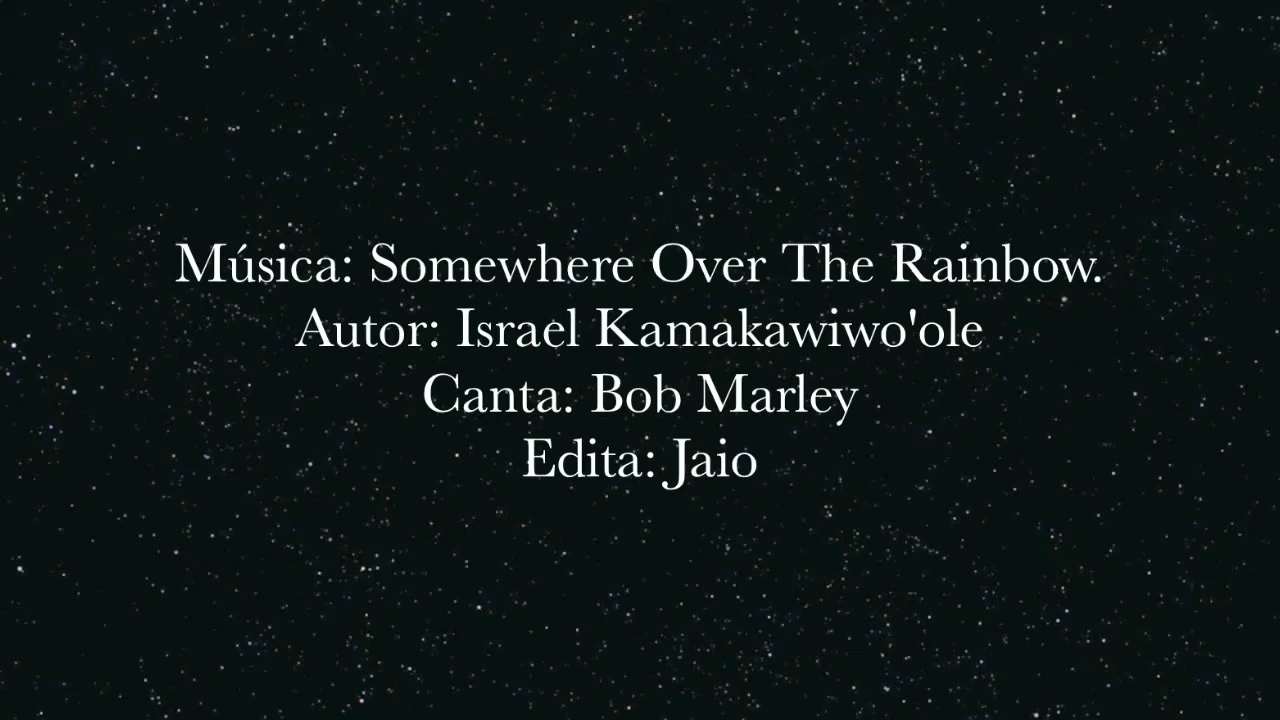 Música: Somewhere Over The Rainbow.
Autor: Israel Kamakawiwo'ole
Canta: Bob Marley
Edita: Jaio